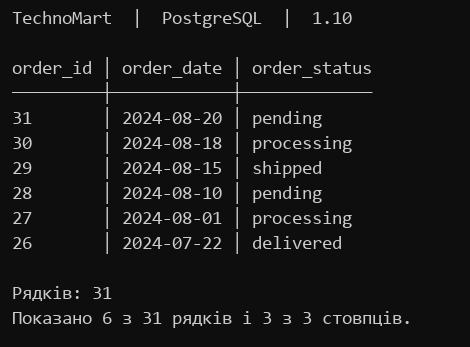 TechnoMart | PostgreSQL | 1.10
order_id | order_date | order_status
31 | 2024-08-20 | pending
30 | 2024-08-18 | processing
29 | 2024-08-15 | shipped
28 | 2024-08-10 | pending
27 | 2024-08-01 | processing
26 | 2024-07-22 | delivered
Рядків: 31
Показано 6 з 31 рядків і 3 з 3 стовпців.